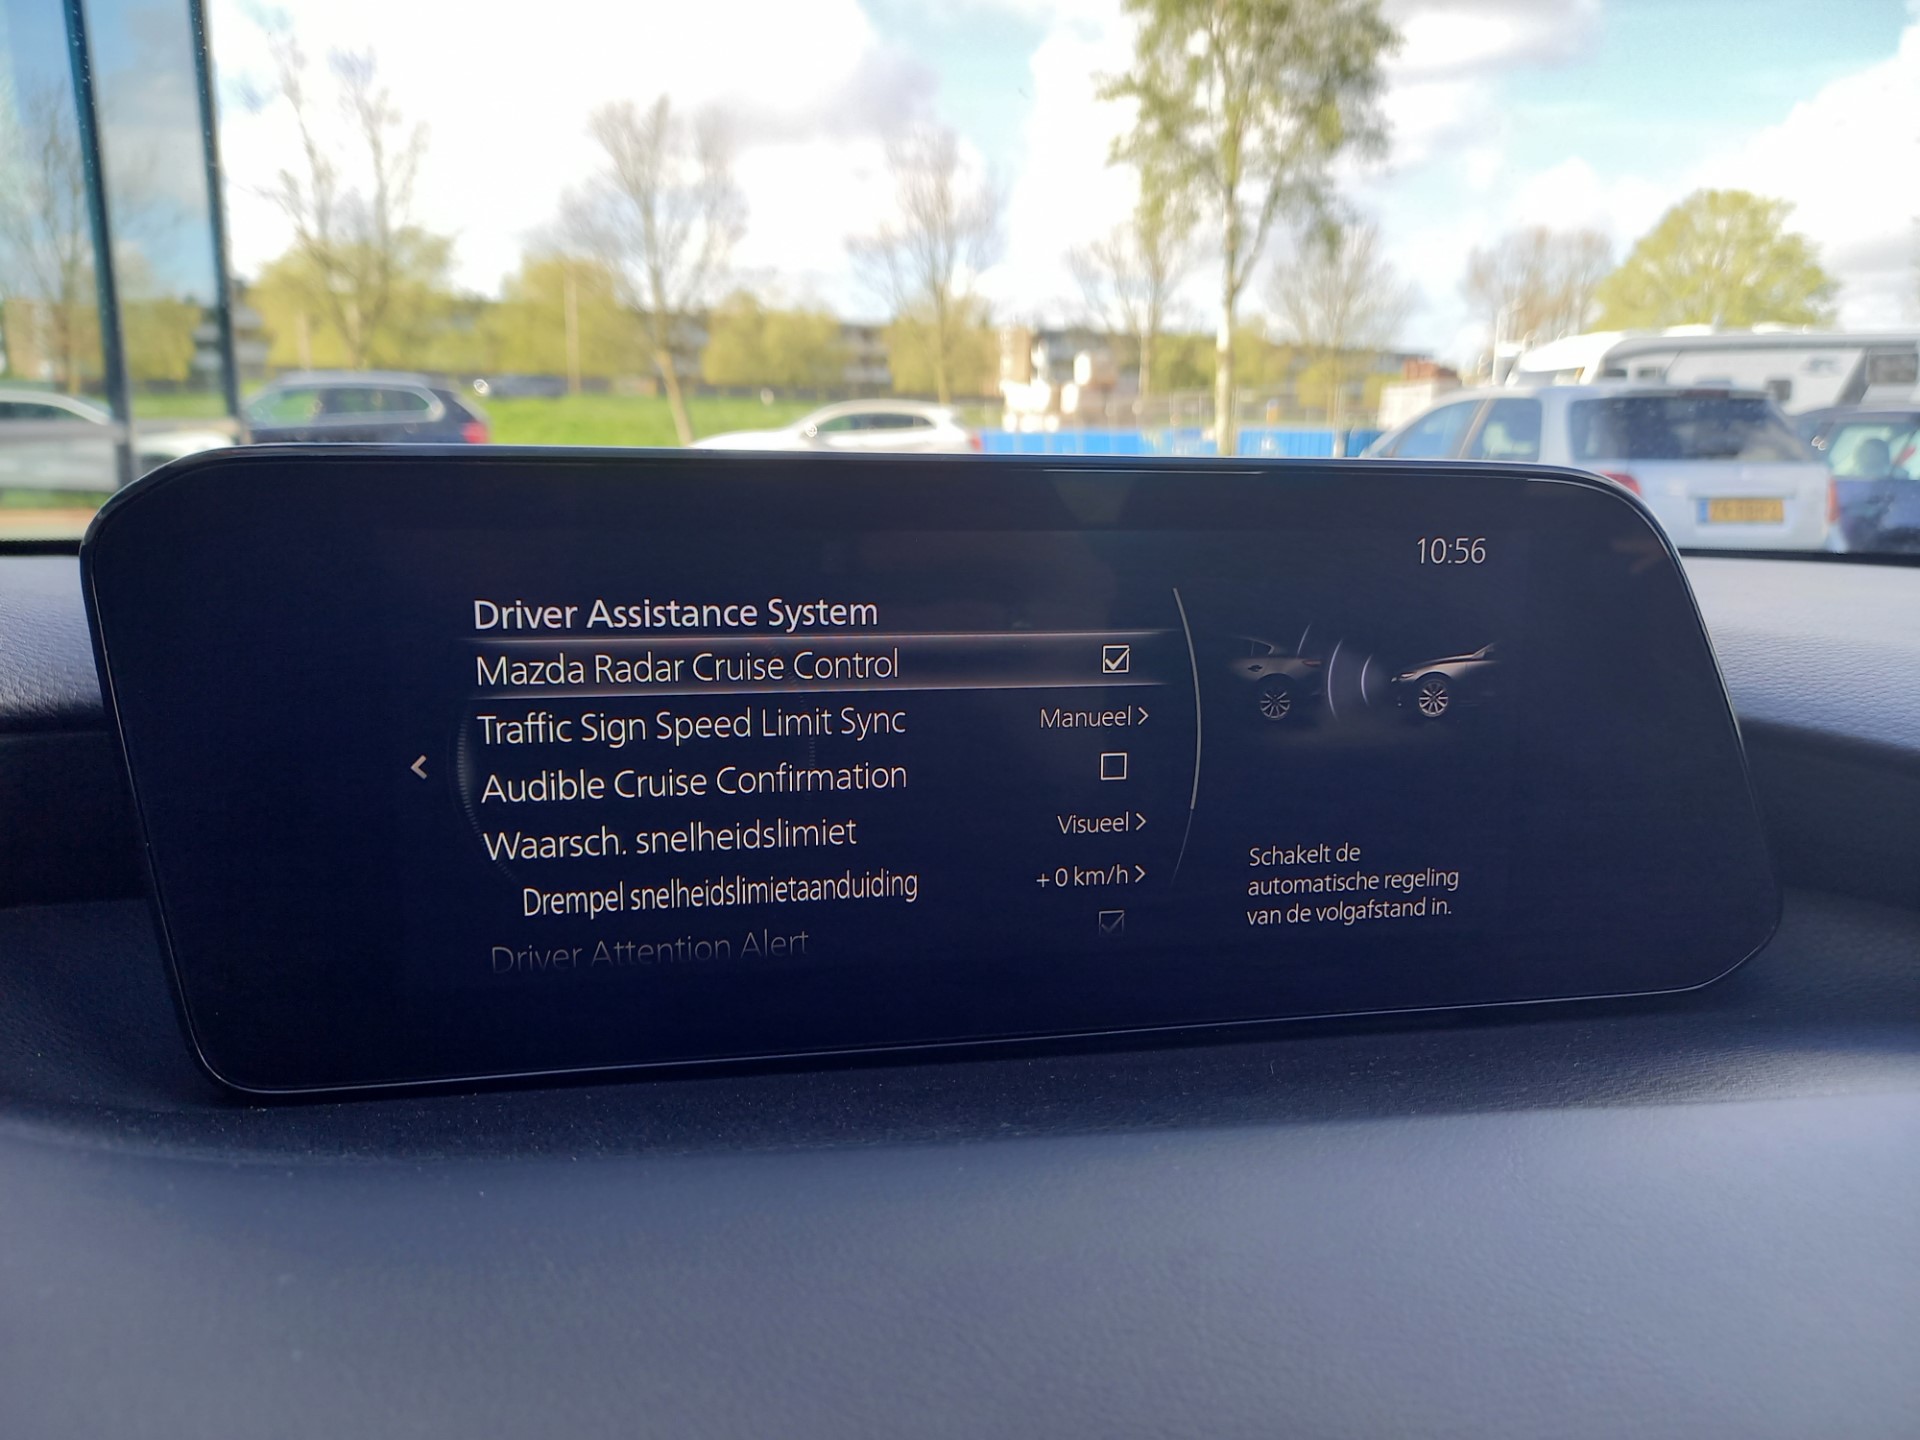 10:56
Driver Assistance System
Mazda Radar Cruise Control
Traffic Sign Speed Limit Sync Manueel >
Audible Cruise Confirmation
Waarsch. snelheidslimiet Visueel >
Drempel snelheidslimietaanduiding +0 km/h >
Driver Attention Alert
Schakelt de
automatische regeling
van de volgafstand in.